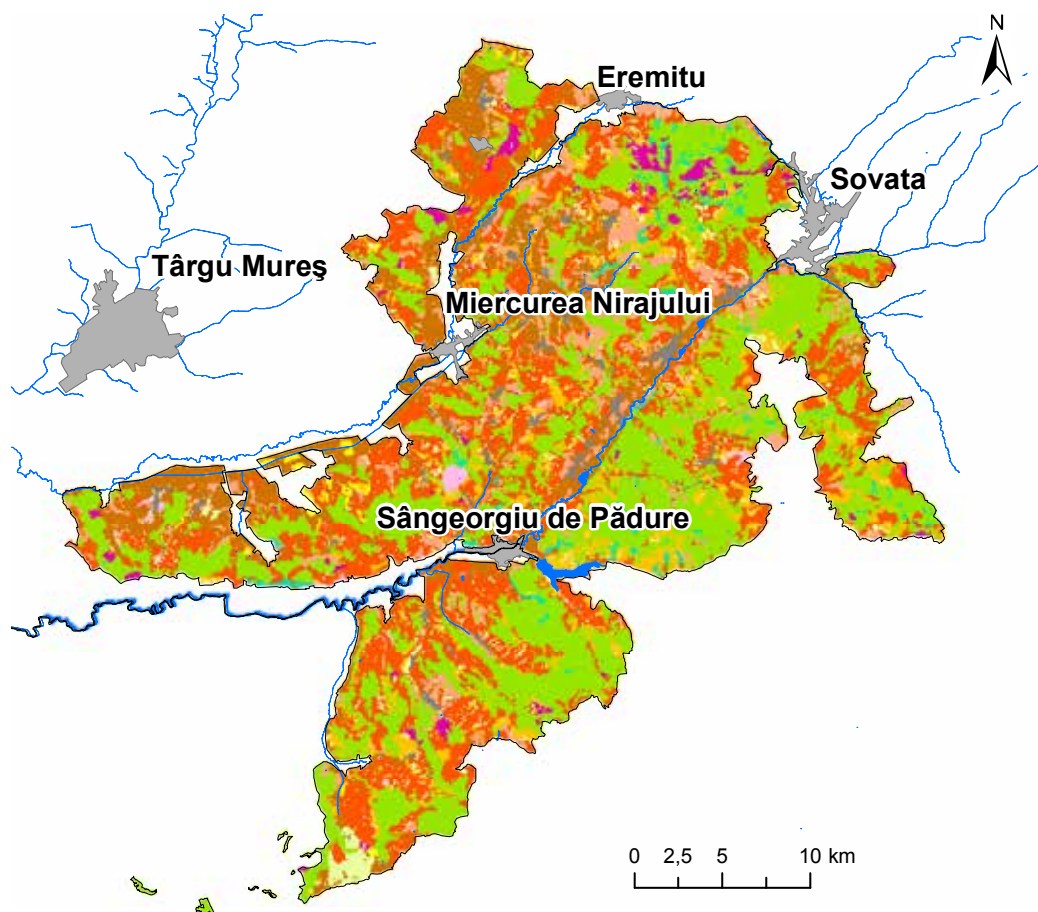 N
Eremitu
Sovata
Târgu Mureş
Miercurea Nirajului
Sângeorgiu de Pădure
0 2,5 5 10 km